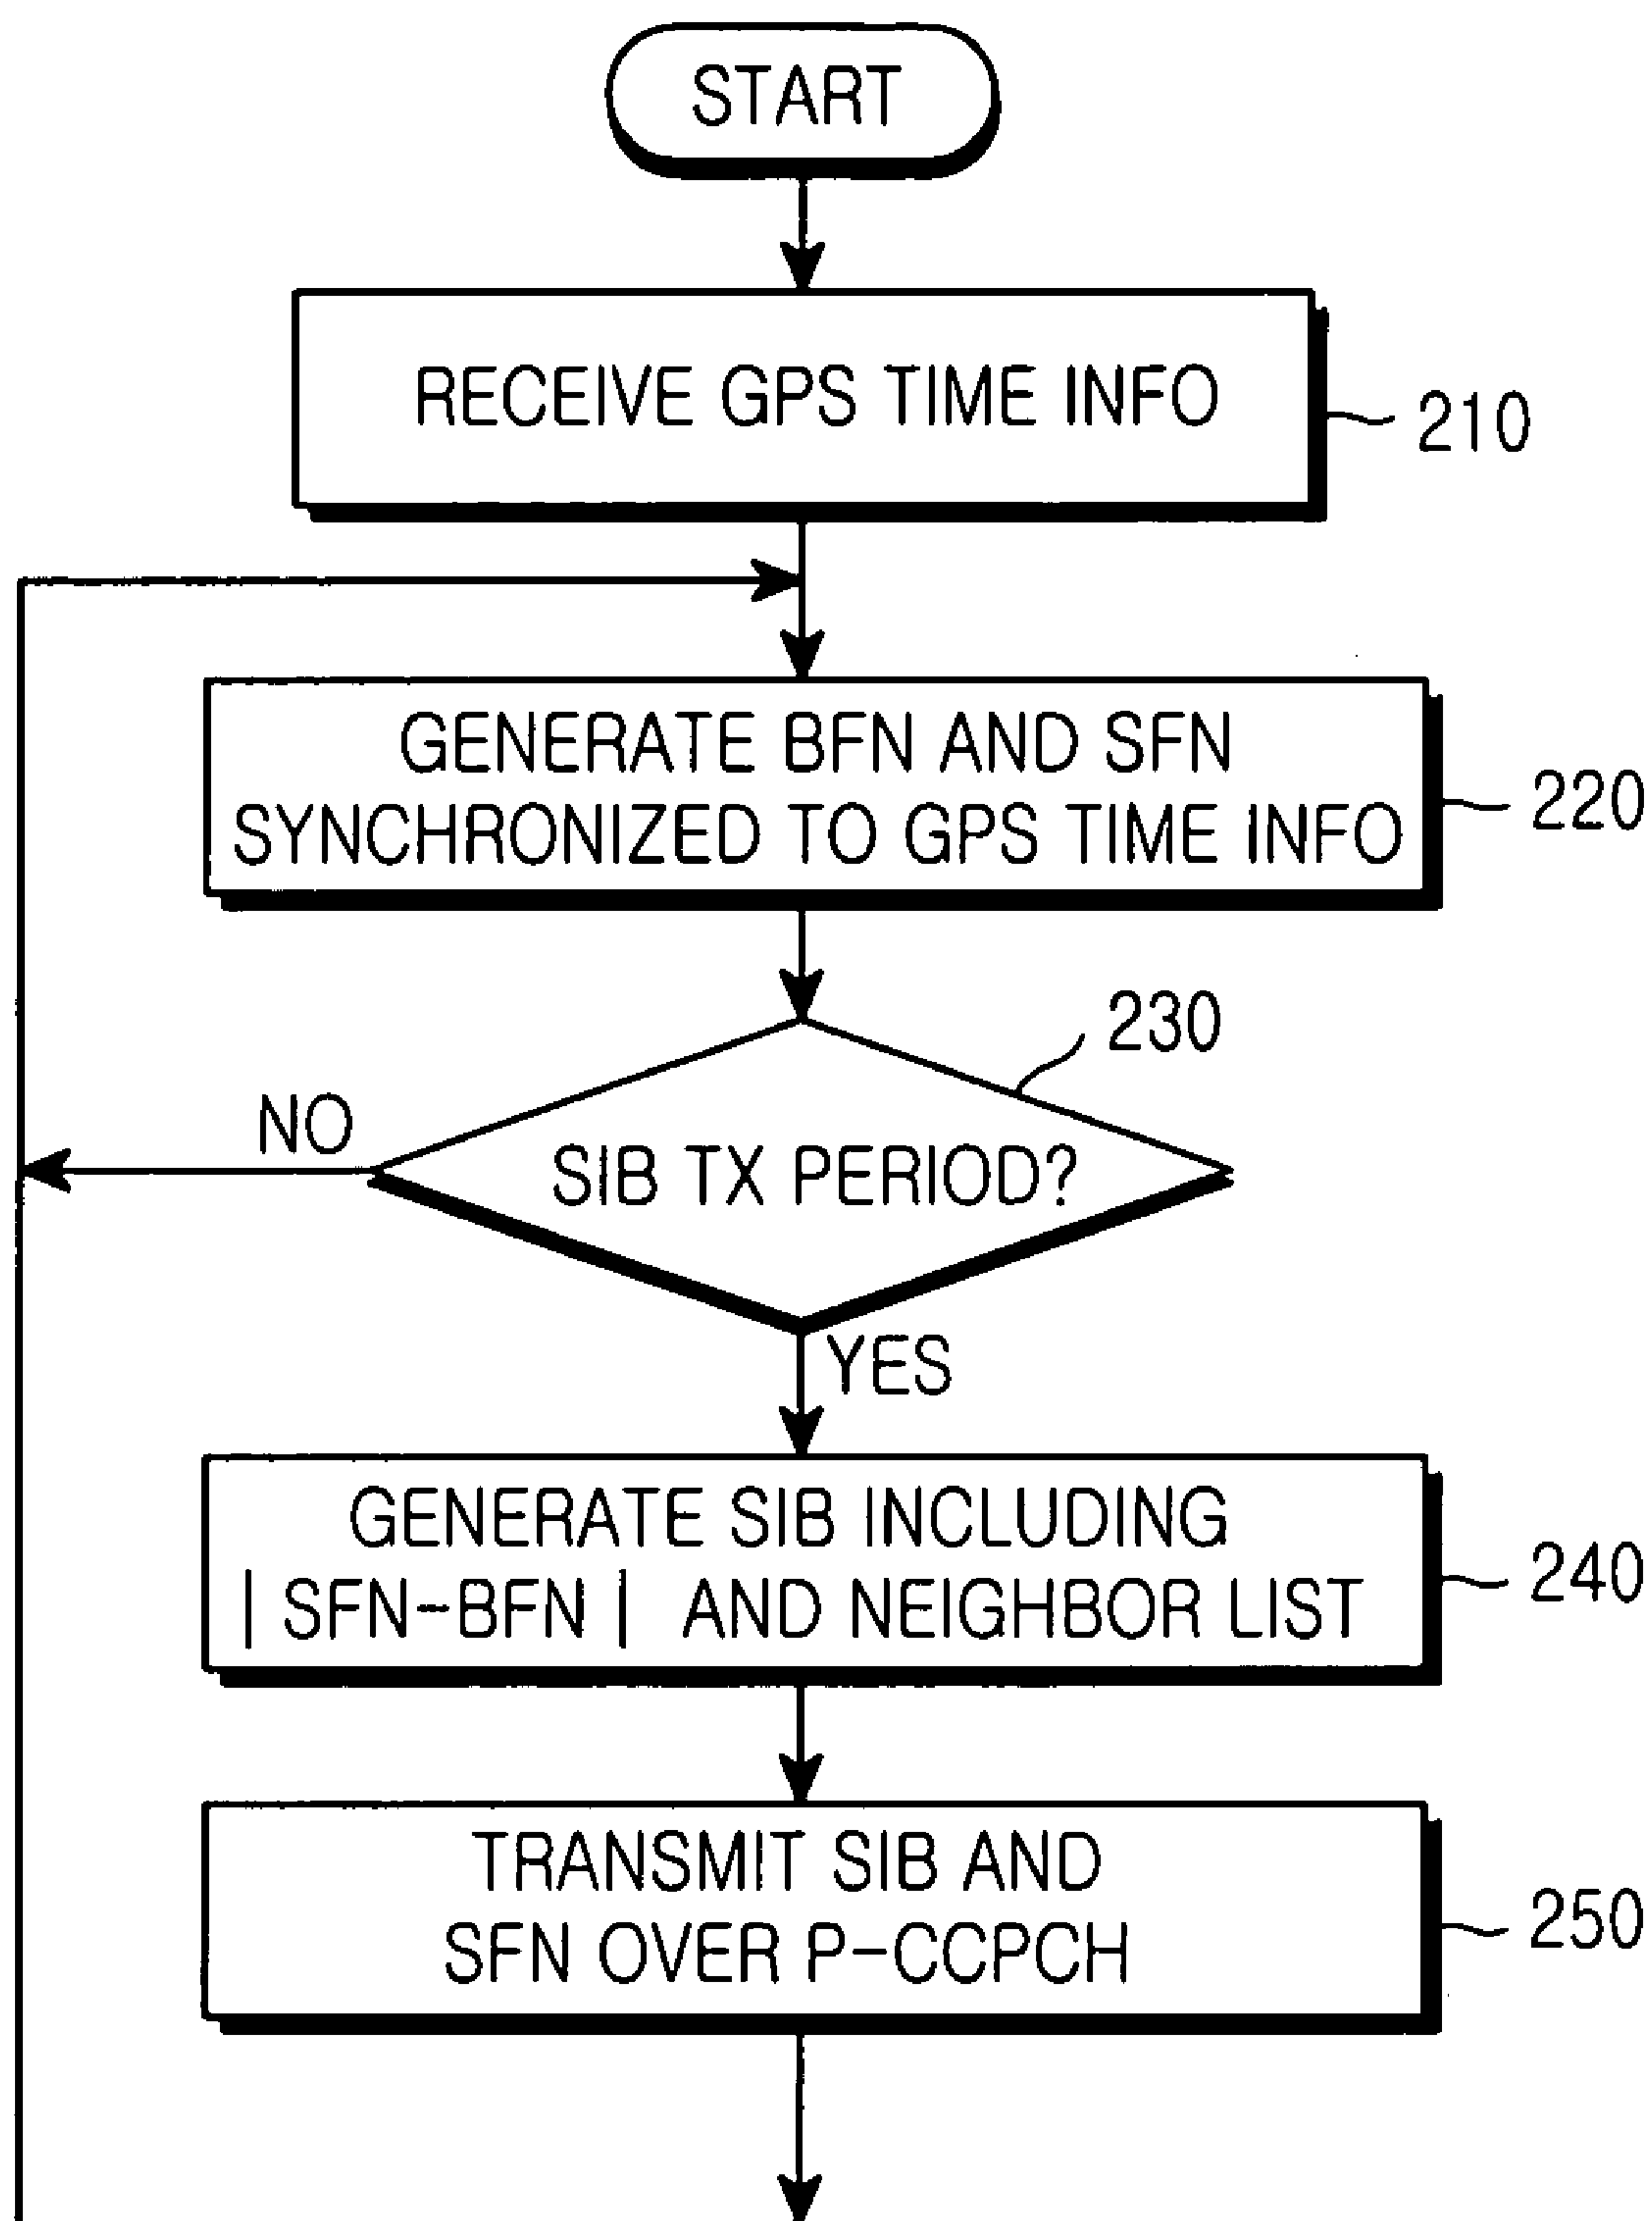 START
RECEIVE GPS TIME INFO
210
GENERATE BFN AND SFN
SYNCHRONIZED TO GPS TIME INFO
220
230
NO
SIB TX PERIOD?
YES
GENERATE SIB INCLUDING
| SFN-BFN | AND NEIGHBOR LIST
240
TRANSMIT SIB AND
SFN OVER P-CCPCH
250